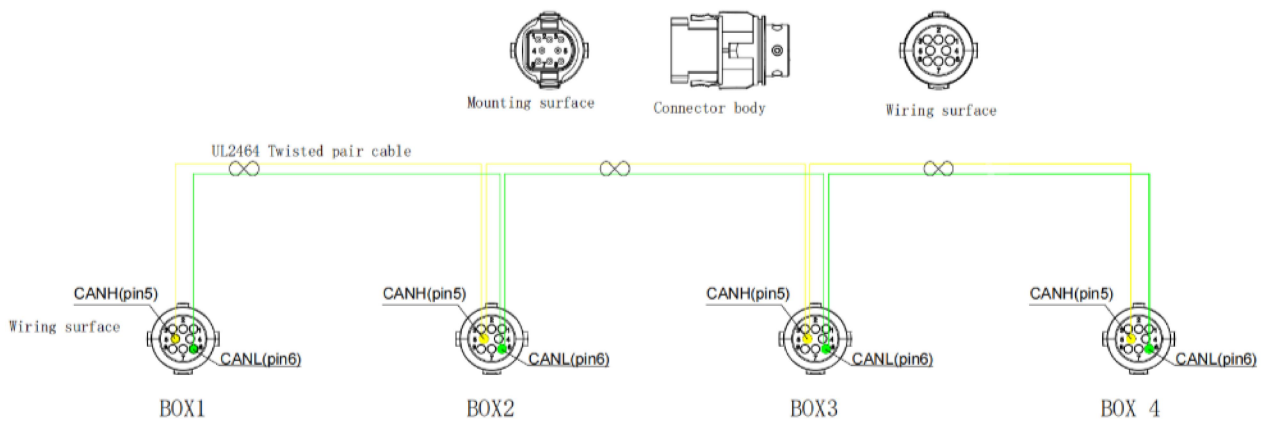 Mounting surface
Connector body
Wiring surface
UL2464 Twisted pair cable
CANH(pin5)
CANH(pin5)
CANH(pin5)
CANH(pin5)
Wiring surface
CANL(pin6)
CANL(pin6)
CANL(pin6)
CANL(pin6)
BOX1
BOX2
BOX3
BOX 4